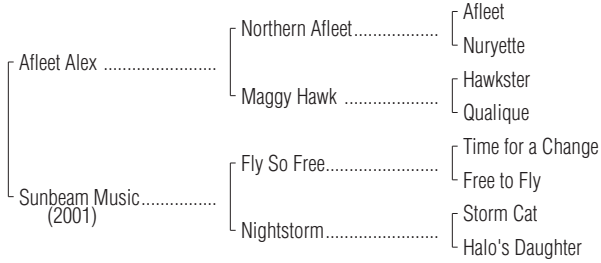 Afleet
Northern Afleet...................
Nuryette
Afleet Alex .........................
Hawkster
Maggy Hawk .....................
Qualique
Time for a Change
Fly So Free.........................
Free to Fly
Sunbeam Music.................
(2001)
Storm Cat
Nightstorm.........................
Halo's Daughter